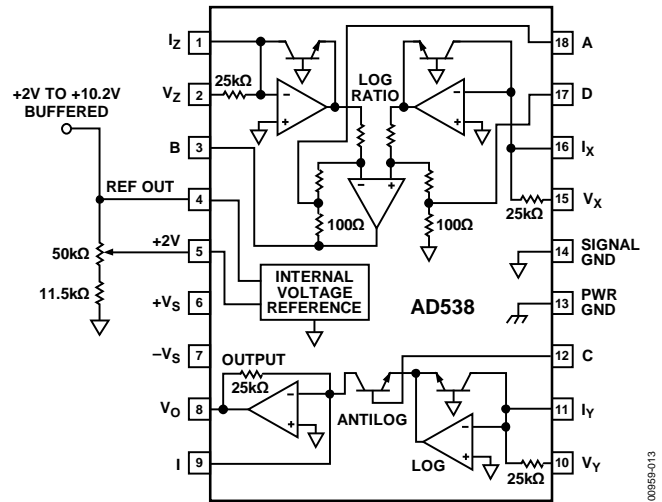 I_Z 1
18 A
+2V TO +10.2V
BUFFERED
25kΩ
V_Z 2
LOG
RATIO
17 D
B 3
16 I_X
REF OUT 4
100Ω
100Ω
25kΩ
15 V_X
50kΩ
+2V 5
14 SIGNAL
GND
11.5kΩ
INTERNAL
VOLTAGE
REFERENCE
AD538
+V_S 6
13 PWR
GND
–V_S 7
12 C
OUTPUT
25kΩ
V_O 8
ANTILOG
11 I_Y
I 9
LOG
25kΩ
10 V_Y
00959-013